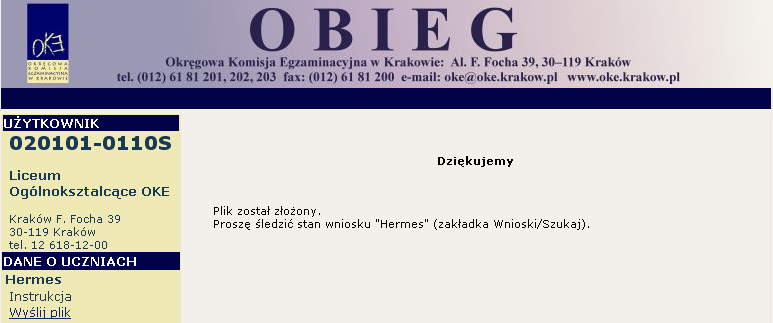 OKE
OKRĘGOWA
KOMISJA
EGZAMINACYJNA
W KRAKOWIE
OBIEG
Okręgowa Komisja Egzaminacyjna w Krakowie: Al. F. Focha 39, 30–119 Kraków
tel. (012) 61 81 201, 202, 203 fax: (012) 61 81 200 e-mail: oke@oke.krakow.pl www.oke.krakow.pl
UŻYTKOWNIK
020101-0110S
Liceum
Ogólnokształcące OKE
Kraków F. Focha 39
30-119 Kraków
tel. 12 618-12-00
DANE O UCZNIACH
Hermes
Instrukcja
Wyślij plik
Dziękujemy
Plik został złożony.
Proszę śledzić stan wniosku "Hermes" (zakładka Wnioski/Szukaj).